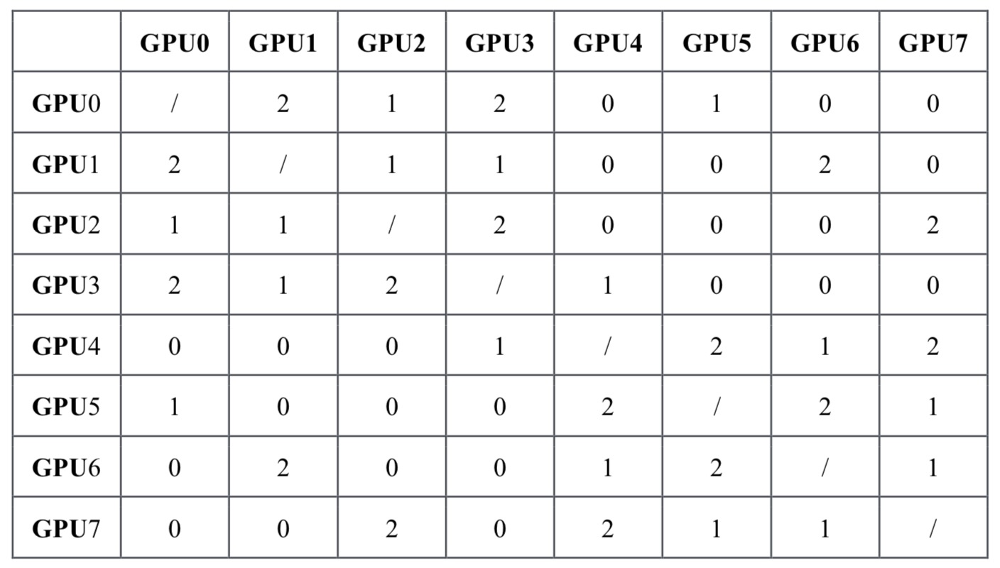 GPU0 GPU1 GPU2 GPU3 GPU4 GPU5 GPU6 GPU7
GPU0 / 2 1 2 0 1 0 0
GPU1 2 / 1 1 0 0 2 0
GPU2 1 1 / 2 0 0 0 2
GPU3 2 1 2 / 1 0 0 0
GPU4 0 0 0 1 / 2 1 2
GPU5 1 0 0 0 2 / 2 1
GPU6 0 2 0 0 1 2 / 1
GPU7 0 0 2 0 2 1 1 /